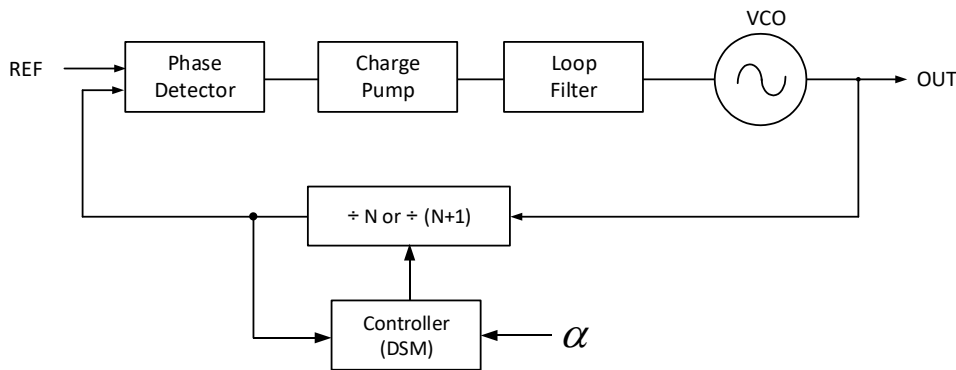 VCO
REF
Phase
Detector
Charge
Pump
Loop
Filter
OUT
÷ N or ÷ (N+1)
Controller
(DSM)
α